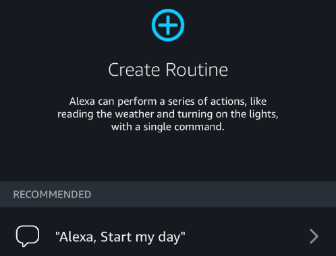 Create Routine
Alexa can perform a series of actions, like
reading the weather and turning on the lights,
with a single command.
RECOMMENDED
"Alexa, Start my day"